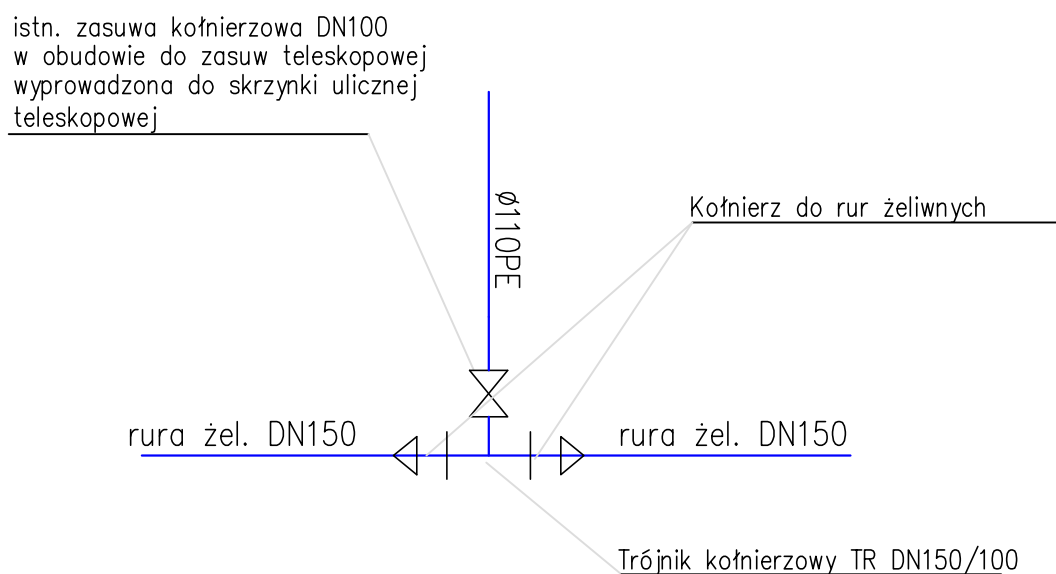 istn. zasuwa kołnierzowa DN100
w obudowie do zasuw teleskopowej
wyprowadzona do skrzynki ulicznej
teleskopowej
Ø110PE
Kołnierz do rur żeliwnych
rura żel. DN150
rura żel. DN150
Trójnik kołnierzowy TR DN150/100